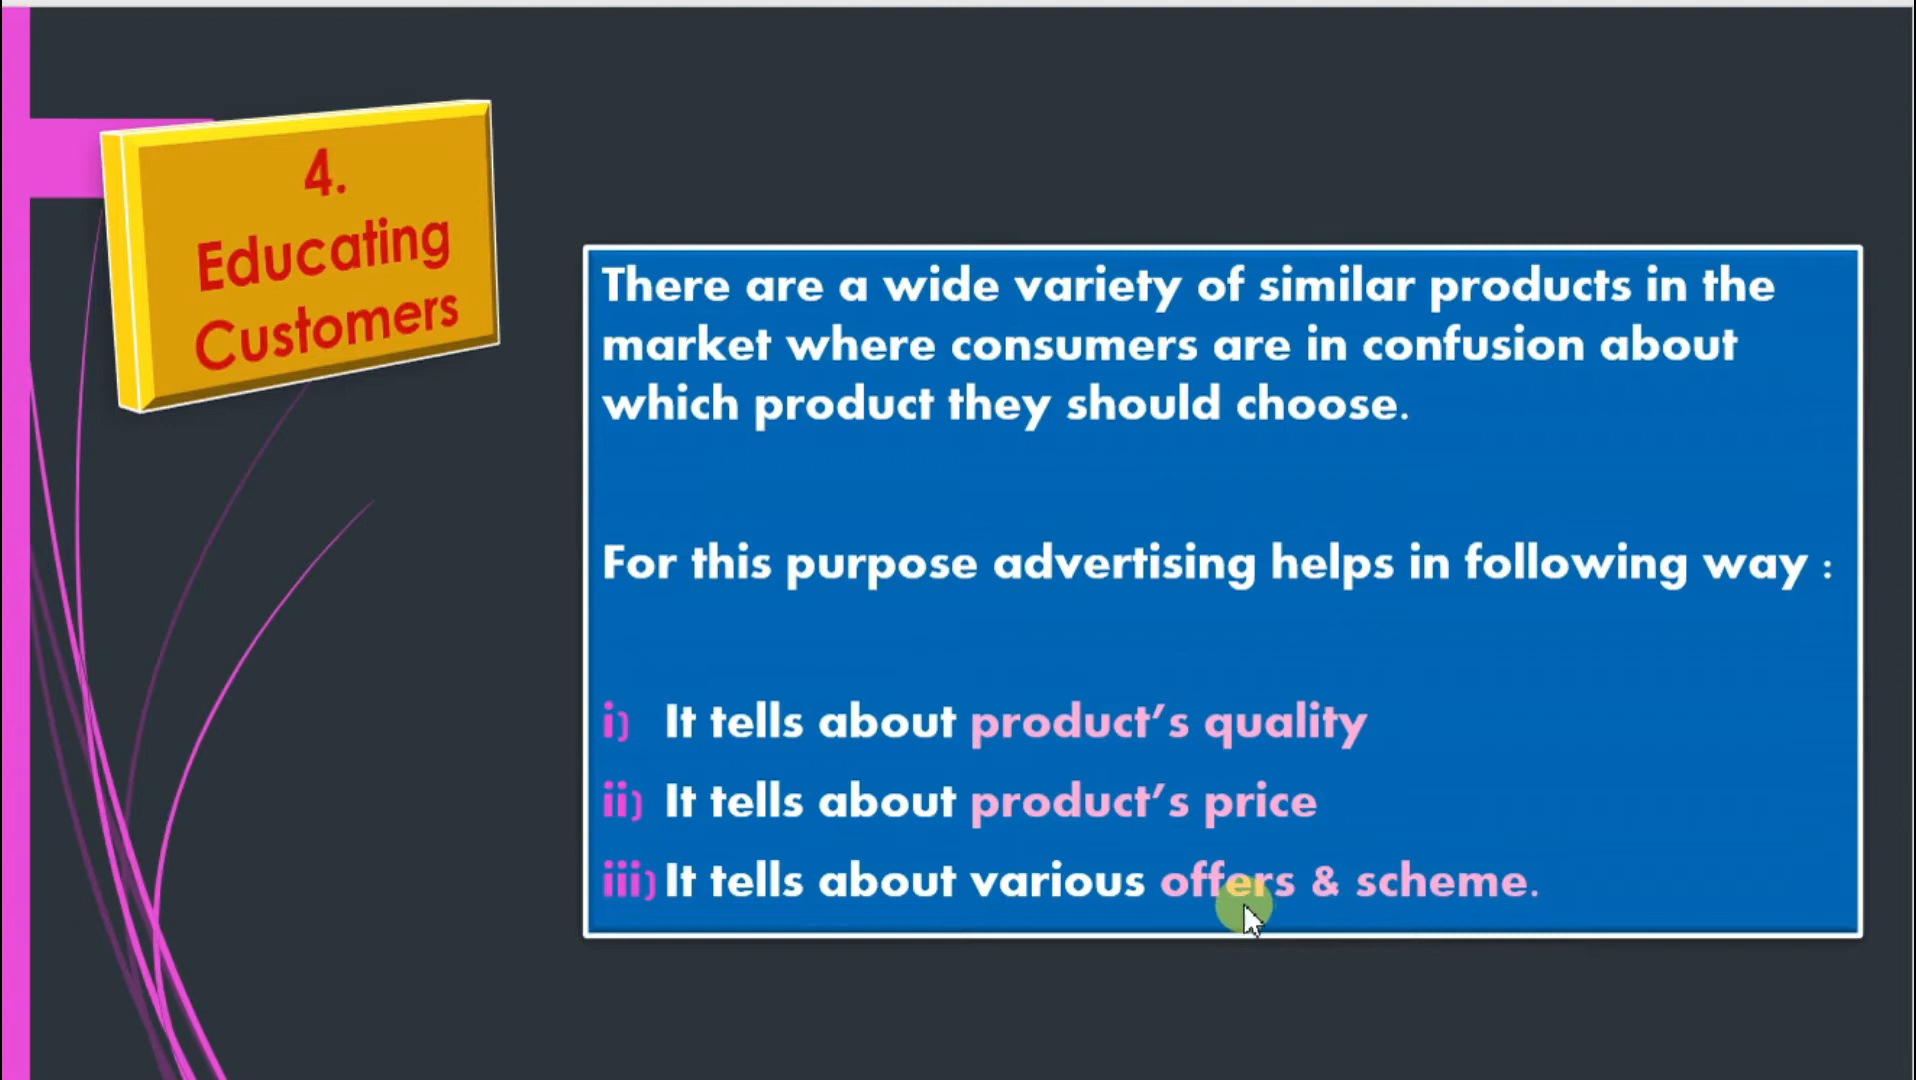 4.
Educating
Customers
There are a wide variety of similar products in the
market where consumers are in confusion about
which product they should choose.
For this purpose advertising helps in following way :
i) It tells about product’s quality
ii) It tells about product’s price
iii) It tells about various offers & scheme.